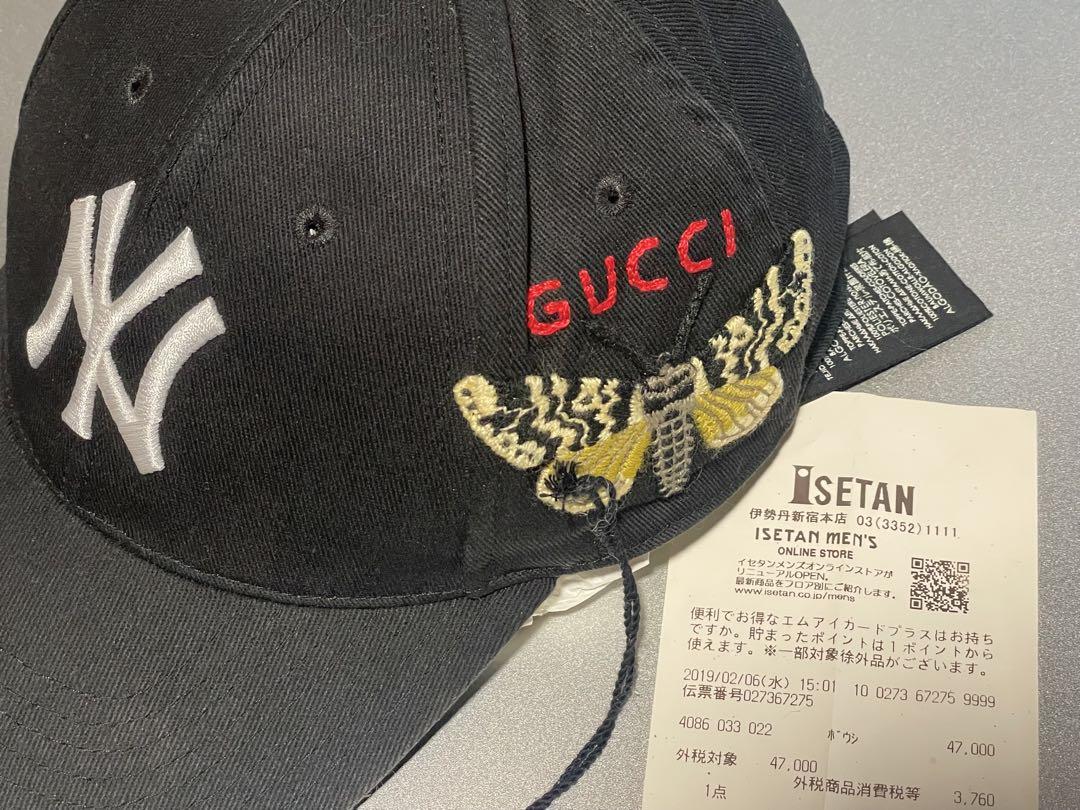 NY
GUCCI
ALGODAO
ALGC
ISETAN
伊勢丹新宿本店 03(3352)1111
ISETAN MEN'S
ONLINE STORE
イセタンメンズオンラインストアが
リニューアルOPEN。
最新商品をフロア別にご紹介します。
www.isetan.co.jp/mens
便利でお得なエムアイカードプラスはお持ち
ですか。貯まったポイントは1ポイントから
使えます。※一部対象除外品がございます。
2019/02/06(水) 15:01 10 0273 67275 9999
伝票番号027367275
4086 033 022 ボウシ 47,000
外税対象 47,000
1点 外税商品消費税等 3,760